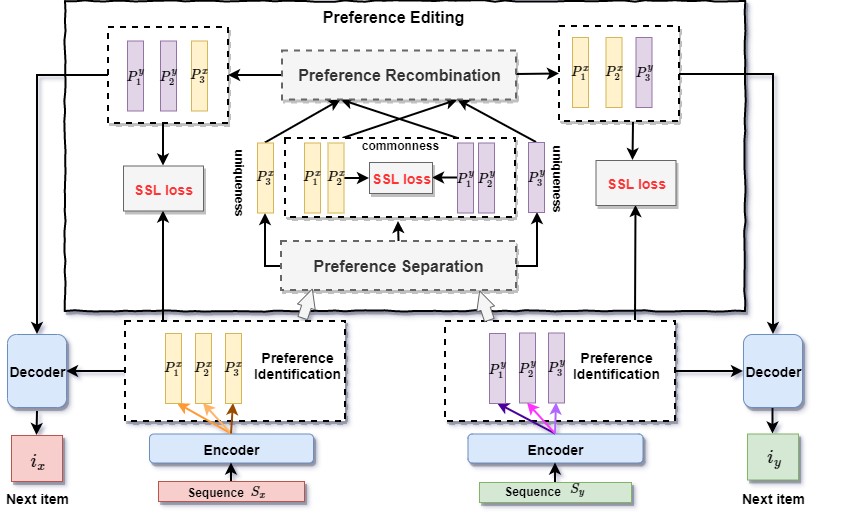 Preference Editing
P_1^y P_2^y P_3^x
Preference Recombination
P_1^x P_2^x P_3^y
commonness
uniqueness
P_3^x
P_1^x P_2^x
SSL loss
P_1^y P_2^y
P_3^y
uniqueness
SSL loss
SSL loss
Preference Separation
P_1^x P_2^x P_3^x
Preference
Identification
P_1^y P_2^y P_3^y
Preference
Identification
Decoder
Decoder
Encoder
Encoder
i_x
i_y
Sequence S_x
Sequence S_y
Next item
Next item